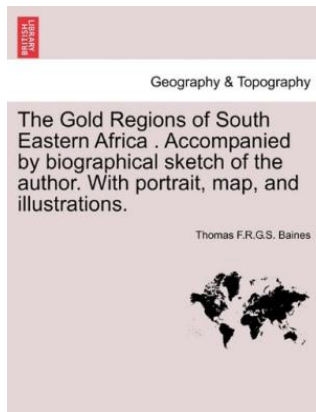 BRITISH
LIBRARY
Geography & Topography
The Gold Regions of South
Eastern Africa . Accompanied
by biographical sketch of the
author. With portrait, map, and
illustrations.
Thomas F.R.G.S. Baines